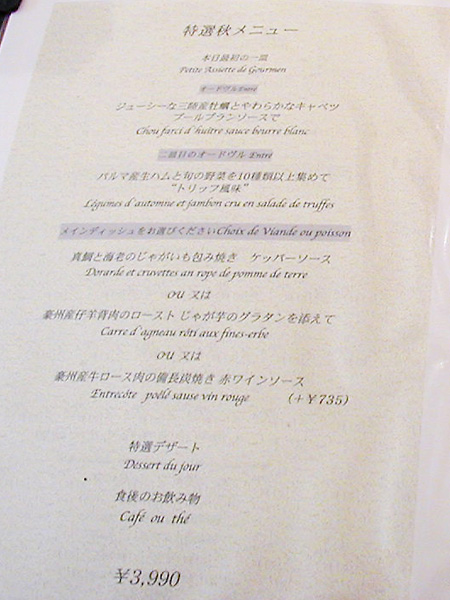 特選秋メニュー
本日最初の一皿
Petite Assiette de Gourmen
オードヴル Entré
ジューシーな三陸産牡蠣とやわらかなキャベツ
ブールブランソースで
Chou farci d'huître sauce beurre blanc
二皿目のオードヴル Entré
パルマ産生ハムと旬の野菜を10種類以上集めて
“トリッフ風味”
Légumes d'automne et jambon cru en salade de truffes
メインディッシュをお選びください Choix de Viande ou poisson
真鯛と海老のじゃがいも包み焼き ケッパーソース
Dorarde et cruvettes an rope de pomme de terre
OU 又は
豪州産仔羊背肉のロースト じゃが芋のグラタンを添えて
Carre d'agneau rôti aux fines-erbe
OU 又は
豪州産牛ロース肉の備長炭焼き 赤ワインソース
Entrecôte poêlé sause vin rouge (+￥735)
特選デザート
Dessert du jour
食後のお飲み物
Café ou thé
￥3,990